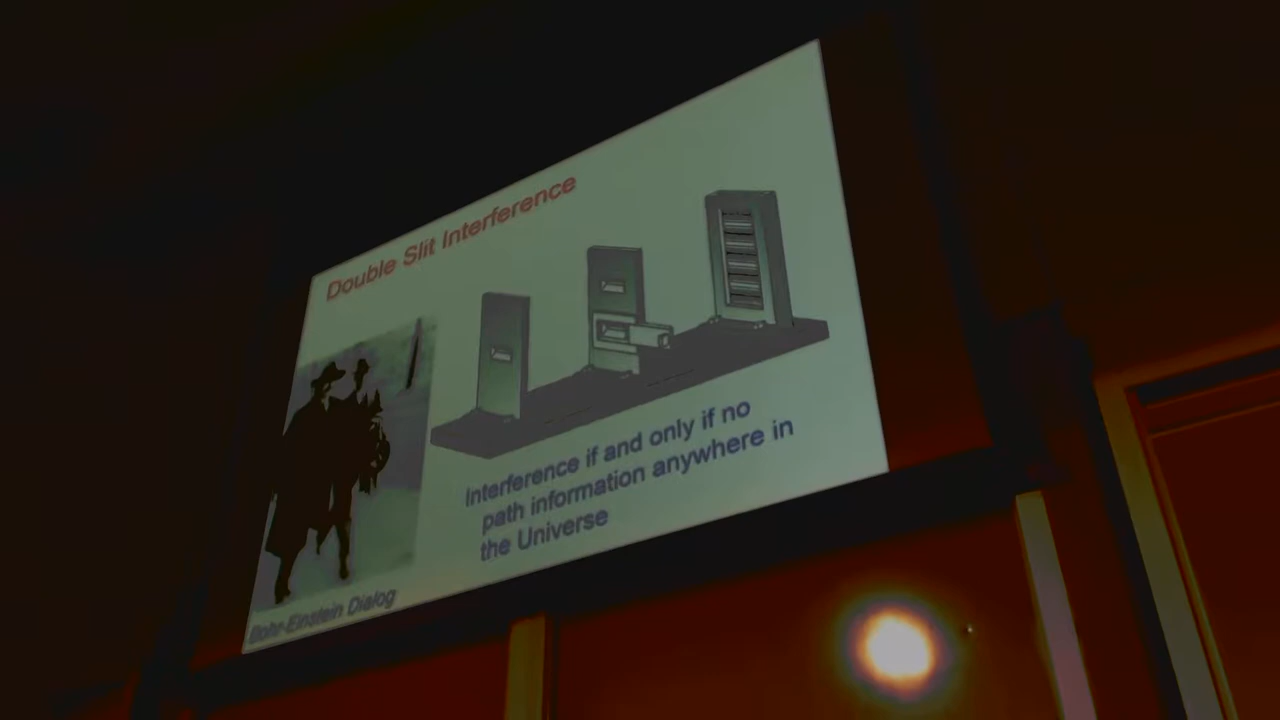 Double Slit Interference
Interference if and only if no
path information anywhere in
the Universe
Bohr-Einstein Dialog